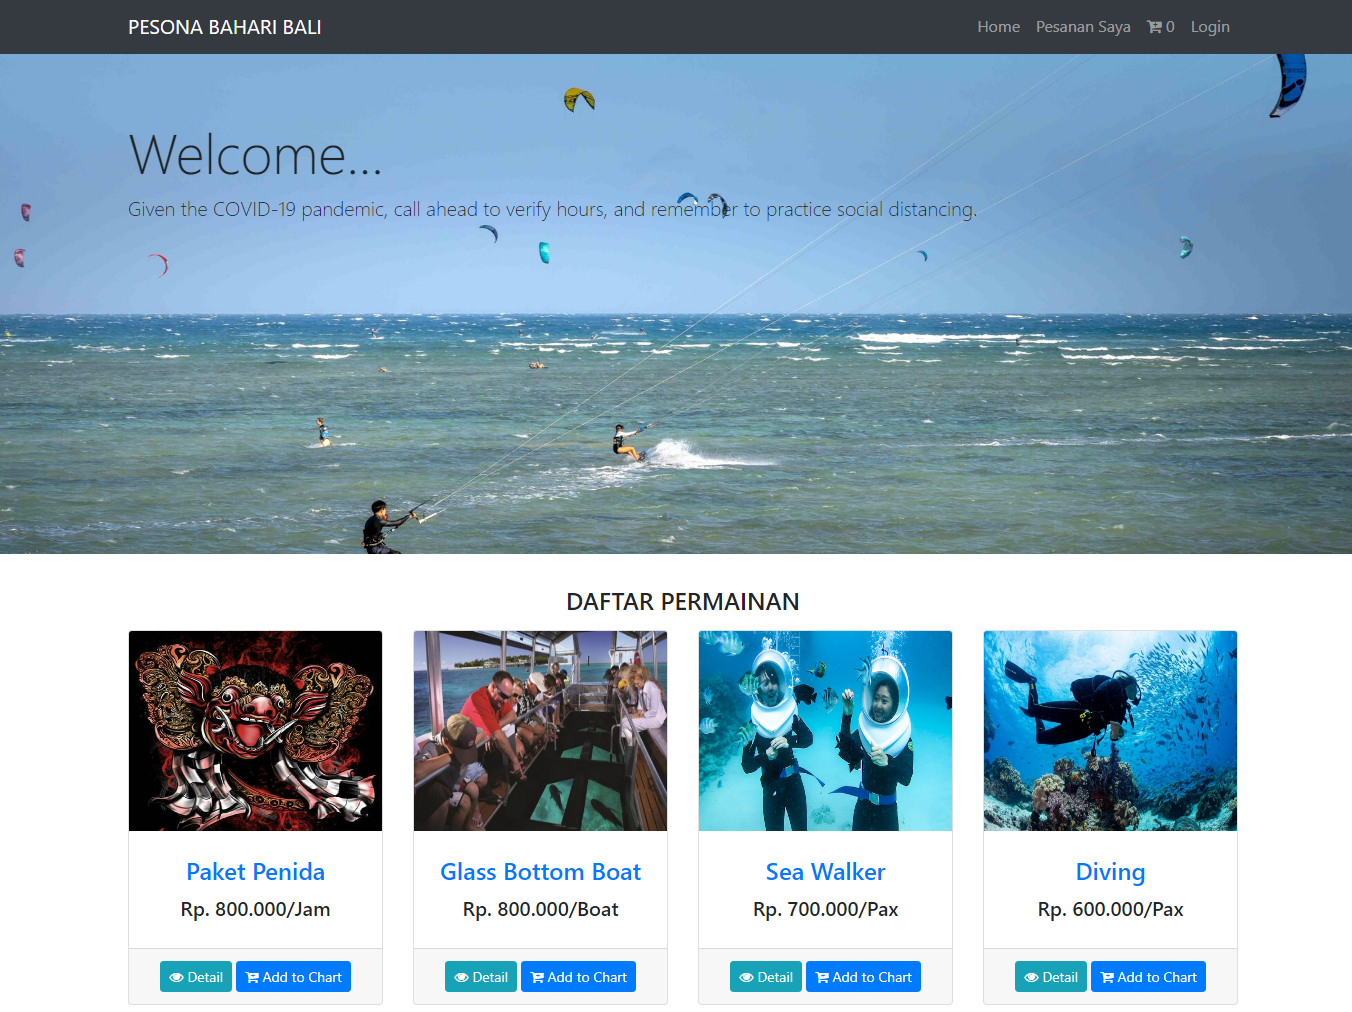 PESONA BAHARI BALI
Home Pesanan Saya 0 Login
Welcome...
Given the COVID-19 pandemic, call ahead to verify hours, and remember to practice social distancing.
DAFTAR PERMAINAN
Paket Penida
Rp. 800.000/Jam
Detail Add to Chart
Glass Bottom Boat
Rp. 800.000/Boat
Detail Add to Chart
Sea Walker
Rp. 700.000/Pax
Detail Add to Chart
Diving
Rp. 600.000/Pax
Detail Add to Chart